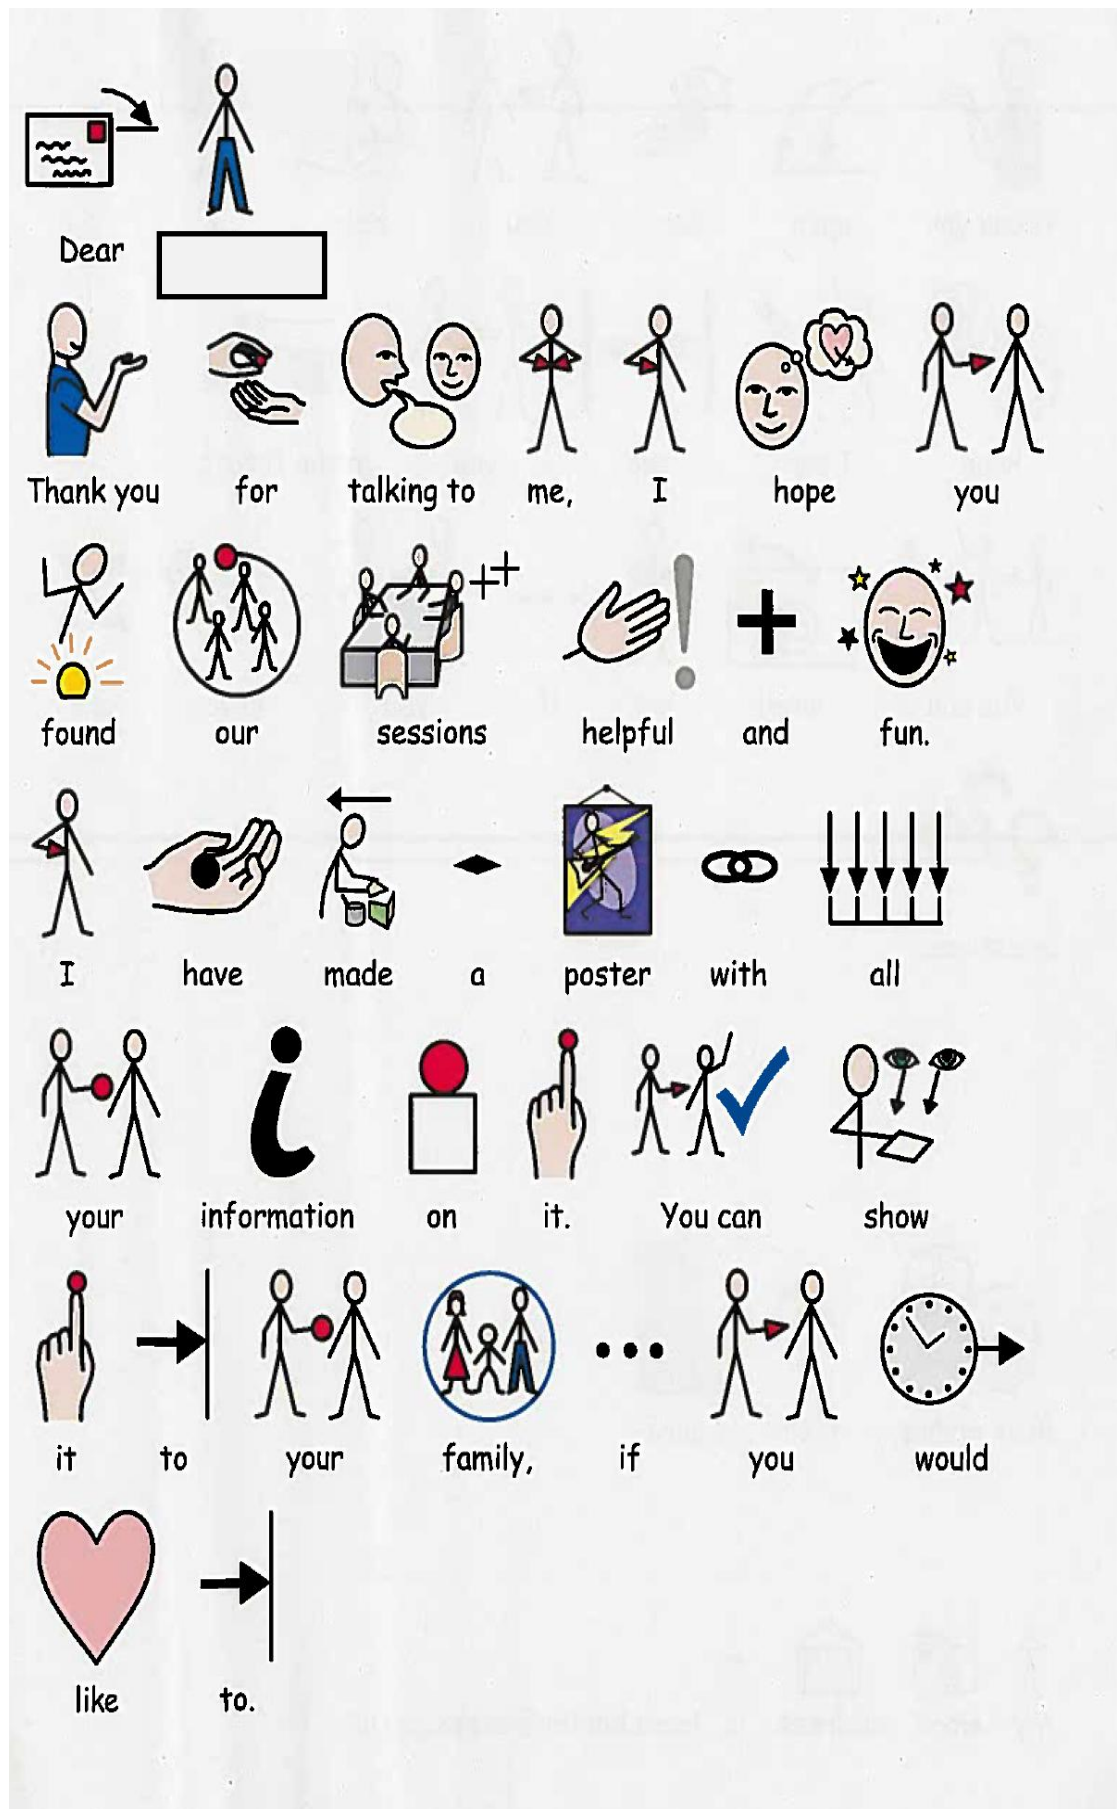 Dear
Thank you for talking to me, I hope you
found our sessions helpful and fun.
I have made a poster with all
your information on it. You can show
it to your family, if you would
like to.